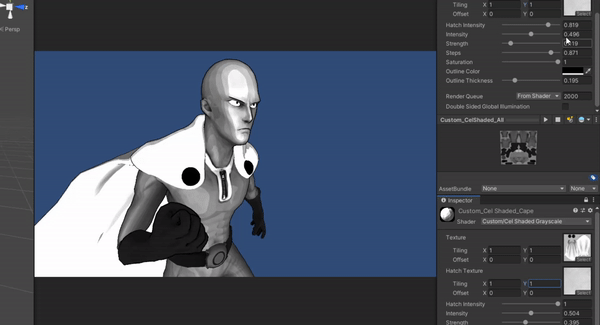 Tiling X 1 Y 1
Offset X 0 Y 0
Select
Persp
Hatch Intensity 0.819
Intensity 0.496
Strength
Steps 0.871
Saturation 1
Outline Color
Outline Thickness 0.195
Render Queue From Shader 2000
Double Sided Global Illumination
Custom_CelShaded_All
AssetBundle None None
Inspector
Custom_Cel Shaded_Cape
Shader Custom/Cel Shaded Grayscale
Texture
Tiling X 1 Y 1
Offset X 0 Y 0
Select
Hatch Texture
Tiling X 1 Y 1
Offset X 0 Y 0
Select
Hatch Intensity 1
Intensity 0.504
Strength 0.395